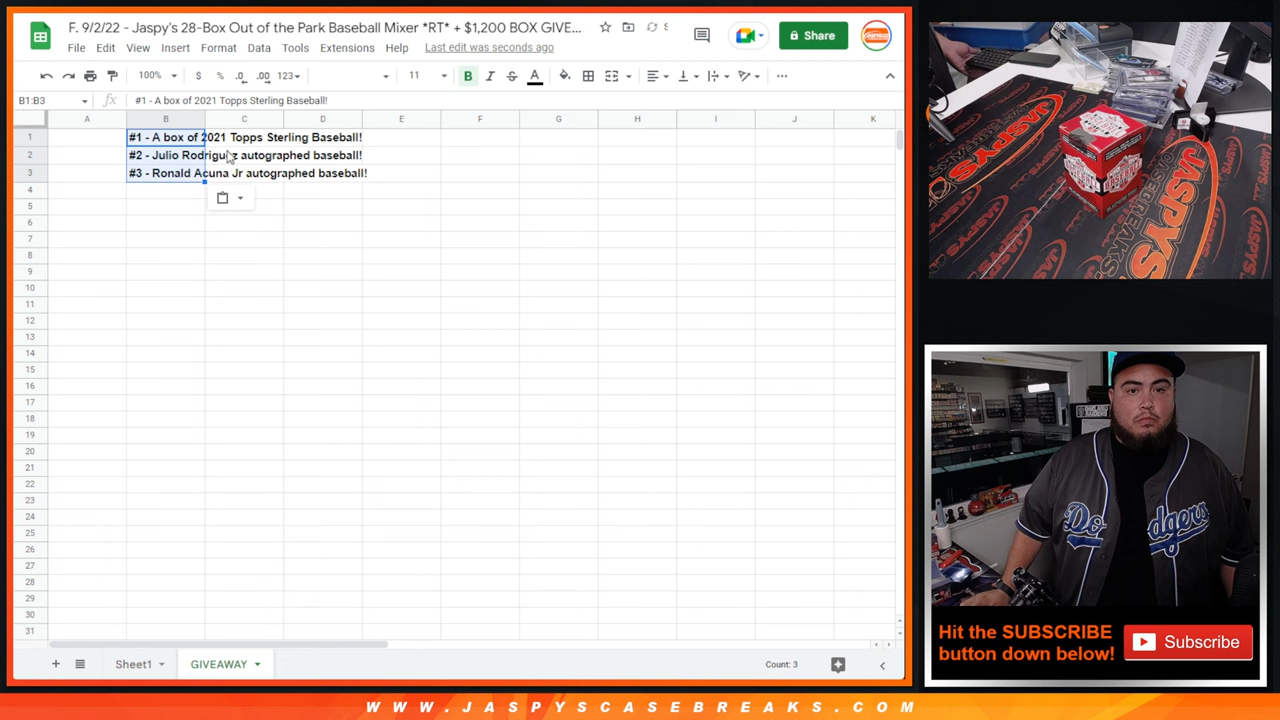 F. 9/2/22 - Jaspy's 28-Box Out of the Park Baseball Mixer *RT* + $1,200 BOX GIVE...
File Edit View Insert Format Data Tools Extensions Help Last edit was seconds ago
Share
100% $ % .0 .00 123 11 B I S A
B1:B3 fx #1 - A box of 2021 Topps Sterling Baseball!
A B C D E F G H I J K
1 #1 - A box of 2021 Topps Sterling Baseball!
2 #2 - Julio Rodriguez autographed baseball!
3 #3 - Ronald Acuna Jr autographed baseball!
4
5
6
7
8
9
10
11
12
13
14
15
16
17
18
19
20
21
22
23
24
25
26
27
28
29
30
31
Sheet1 GIVEAWAY Count: 3
JASPYS
JASPYSCASEBREAKS.COM
Dodgers
Hit the SUBSCRIBE
button down below!
Subscribe
WWW.JASPYSCASEBREAKS.COM